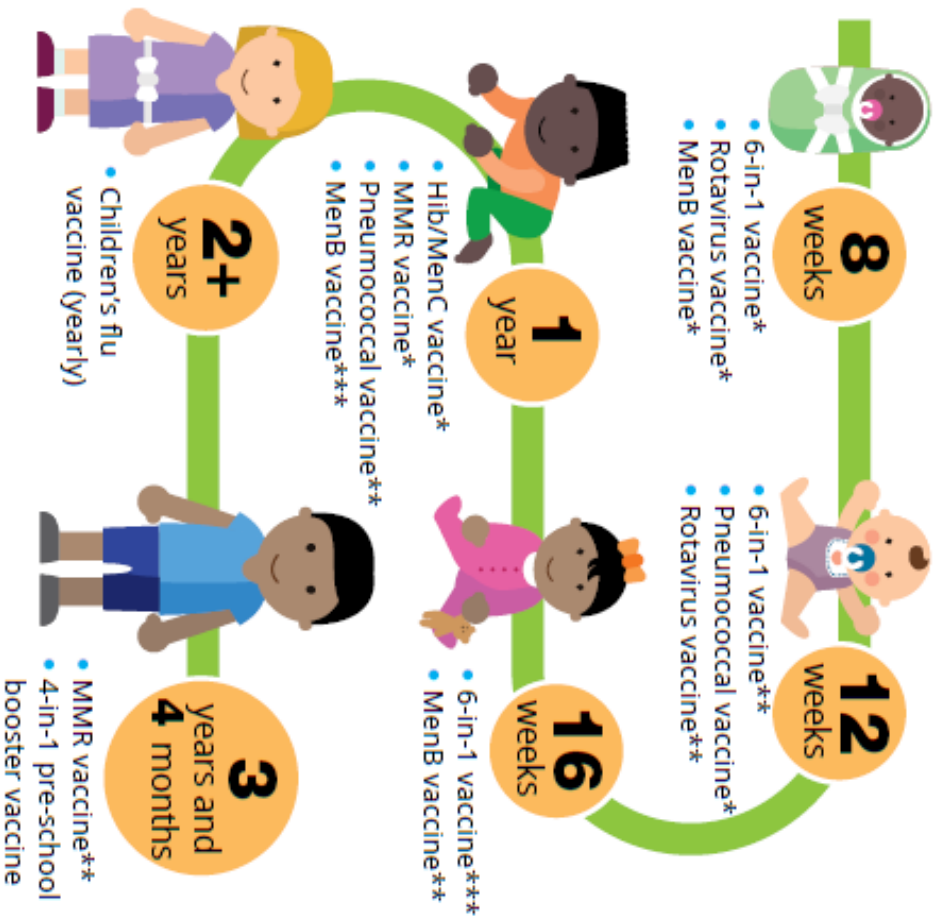 8
weeks
• 6-in-1 vaccine*
• Rotavirus vaccine*
• MenB vaccine*
12
weeks
• 6-in-1 vaccine**
• Pneumococcal vaccine*
• Rotavirus vaccine**
16
weeks
• 6-in-1 vaccine***
• MenB vaccine**
1
year
• Hib/MenC vaccine*
• MMR vaccine*
• Pneumococcal vaccine**
• MenB vaccine***
2+
years
• Children's flu
vaccine (yearly)
3
years and
4 months
• MMR vaccine**
• 4-in-1 pre-school
booster vaccine